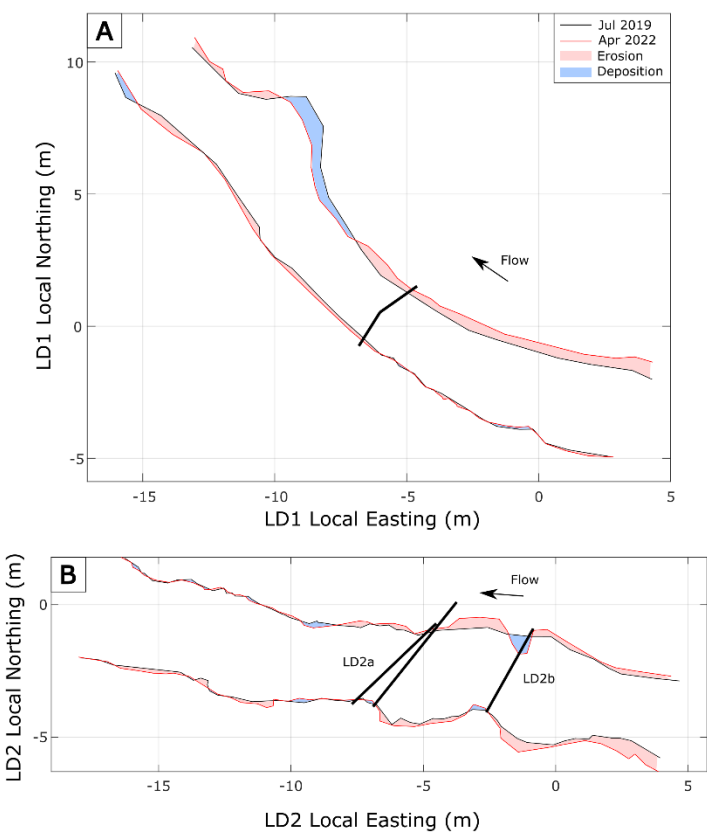 A
Jul 2019
Apr 2022
Erosion
Deposition
10
5
0
-5
LD1 Local Northing (m)
Flow
-15
-10
-5
0
5
LD1 Local Easting (m)
B
Flow
0
-5
LD2 Local Northing (m)
LD2a
LD2b
-15
-10
-5
0
5
LD2 Local Easting (m)